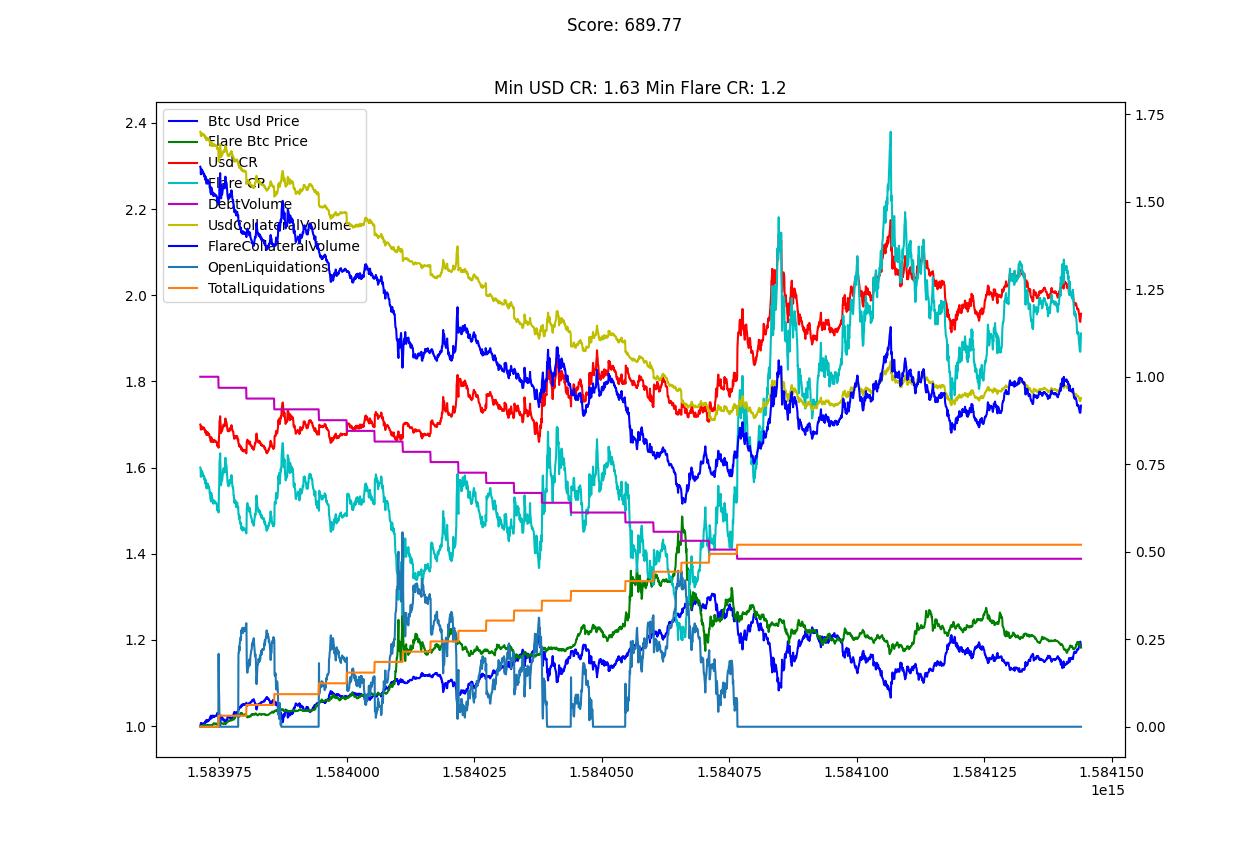 Score: 689.77
Min USD CR: 1.63 Min Flare CR: 1.2
Btc Usd Price
Flare Btc Price
Usd CR
Flare CR
DebtVolume
UsdCollateralVolume
FlareCollateralVolume
OpenLiquidations
TotalLiquidations
2.4
2.2
2.0
1.8
1.6
1.4
1.2
1.0
1.75
1.50
1.25
1.00
0.75
0.50
0.25
0.00
1.583975 1.584000 1.584025 1.584050 1.584075 1.584100 1.584125 1.584150
1e15